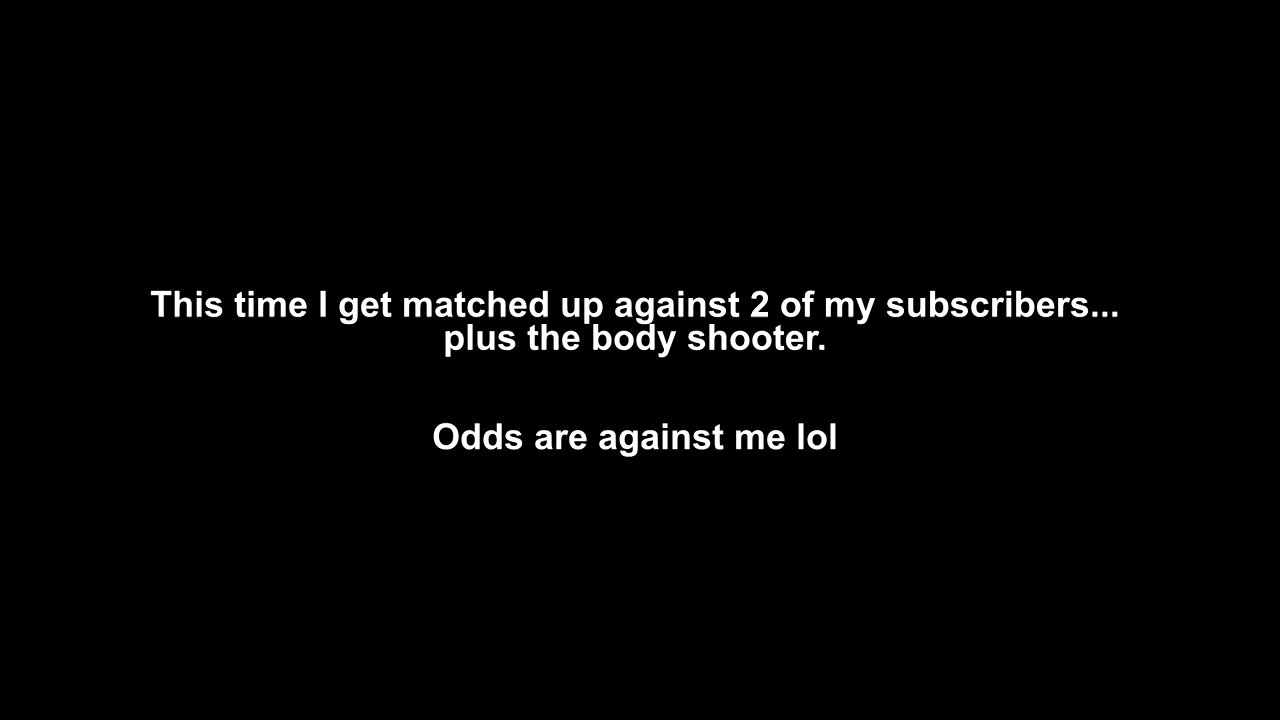 This time I get matched up against 2 of my subscribers...
plus the body shooter.
Odds are against me lol